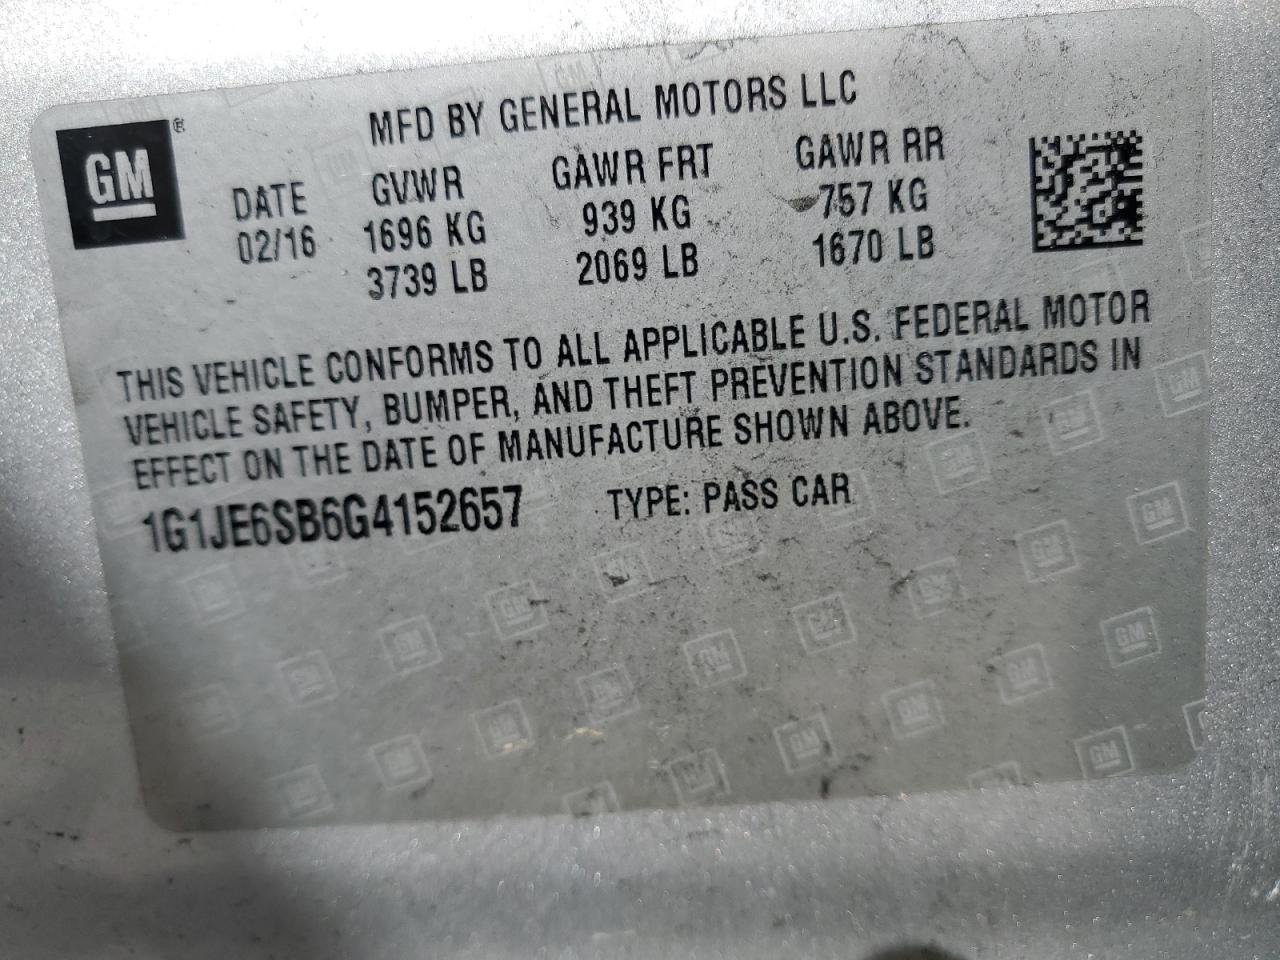 MFD BY GENERAL MOTORS LLC
GM®
DATE GVWR GAWR FRT GAWR RR
02/16 1696 KG 939 KG 757 KG
3739 LB 2069 LB 1670 LB
THIS VEHICLE CONFORMS TO ALL APPLICABLE U.S. FEDERAL MOTOR
VEHICLE SAFETY, BUMPER, AND THEFT PREVENTION STANDARDS IN
EFFECT ON THE DATE OF MANUFACTURE SHOWN ABOVE.
1G1JE6SB6G4152657 TYPE: PASS CAR